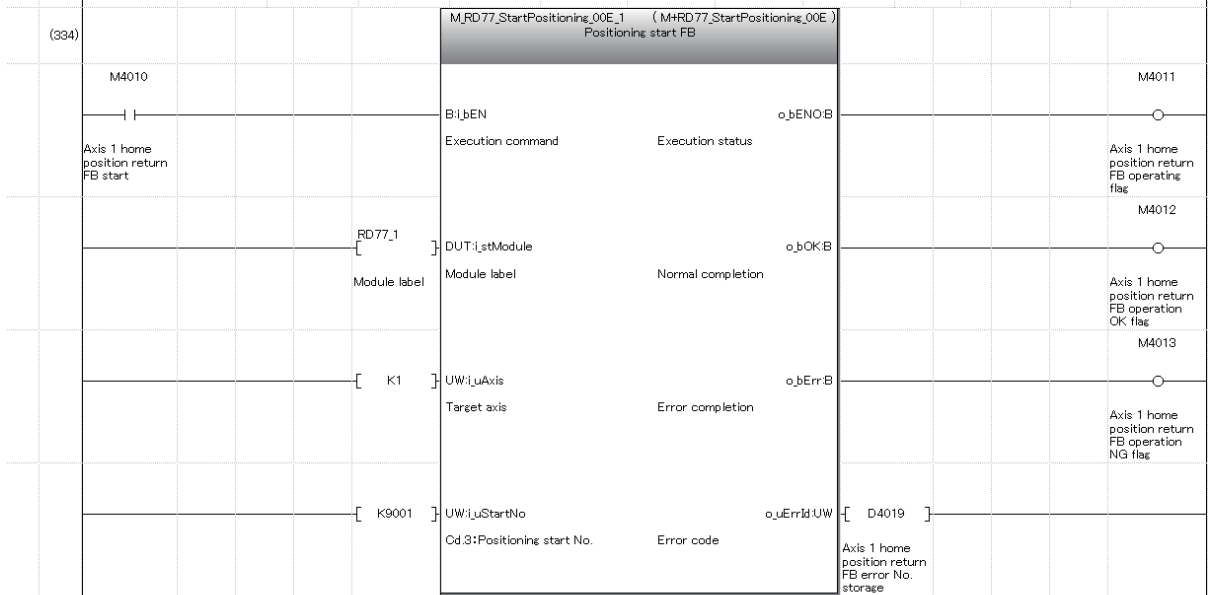 M_RD77_StartPositioning_00E_1 ( M+RD77_StartPositioning_00E )
Positioning start FB
(334)
M4010
M4011
B:i_bEN
o_bENO:B
Execution command
Execution status
Axis 1 home
position return
FB start
Axis 1 home
position return
FB operating
flag
M4012
RD77_1
DUT:i_stModule
o_bOK:B
Module label
Module label
Normal completion
Axis 1 home
position return
FB operation
OK flag
M4013
K1
UW:i_uAxis
o_bErr:B
Target axis
Error completion
Axis 1 home
position return
FB operation
NG flag
K9001
UW:i_uStartNo
o_uErrId:UW
D4019
Cd.3:Positioning start No.
Error code
Axis 1 home
position return
FB error No.
storage